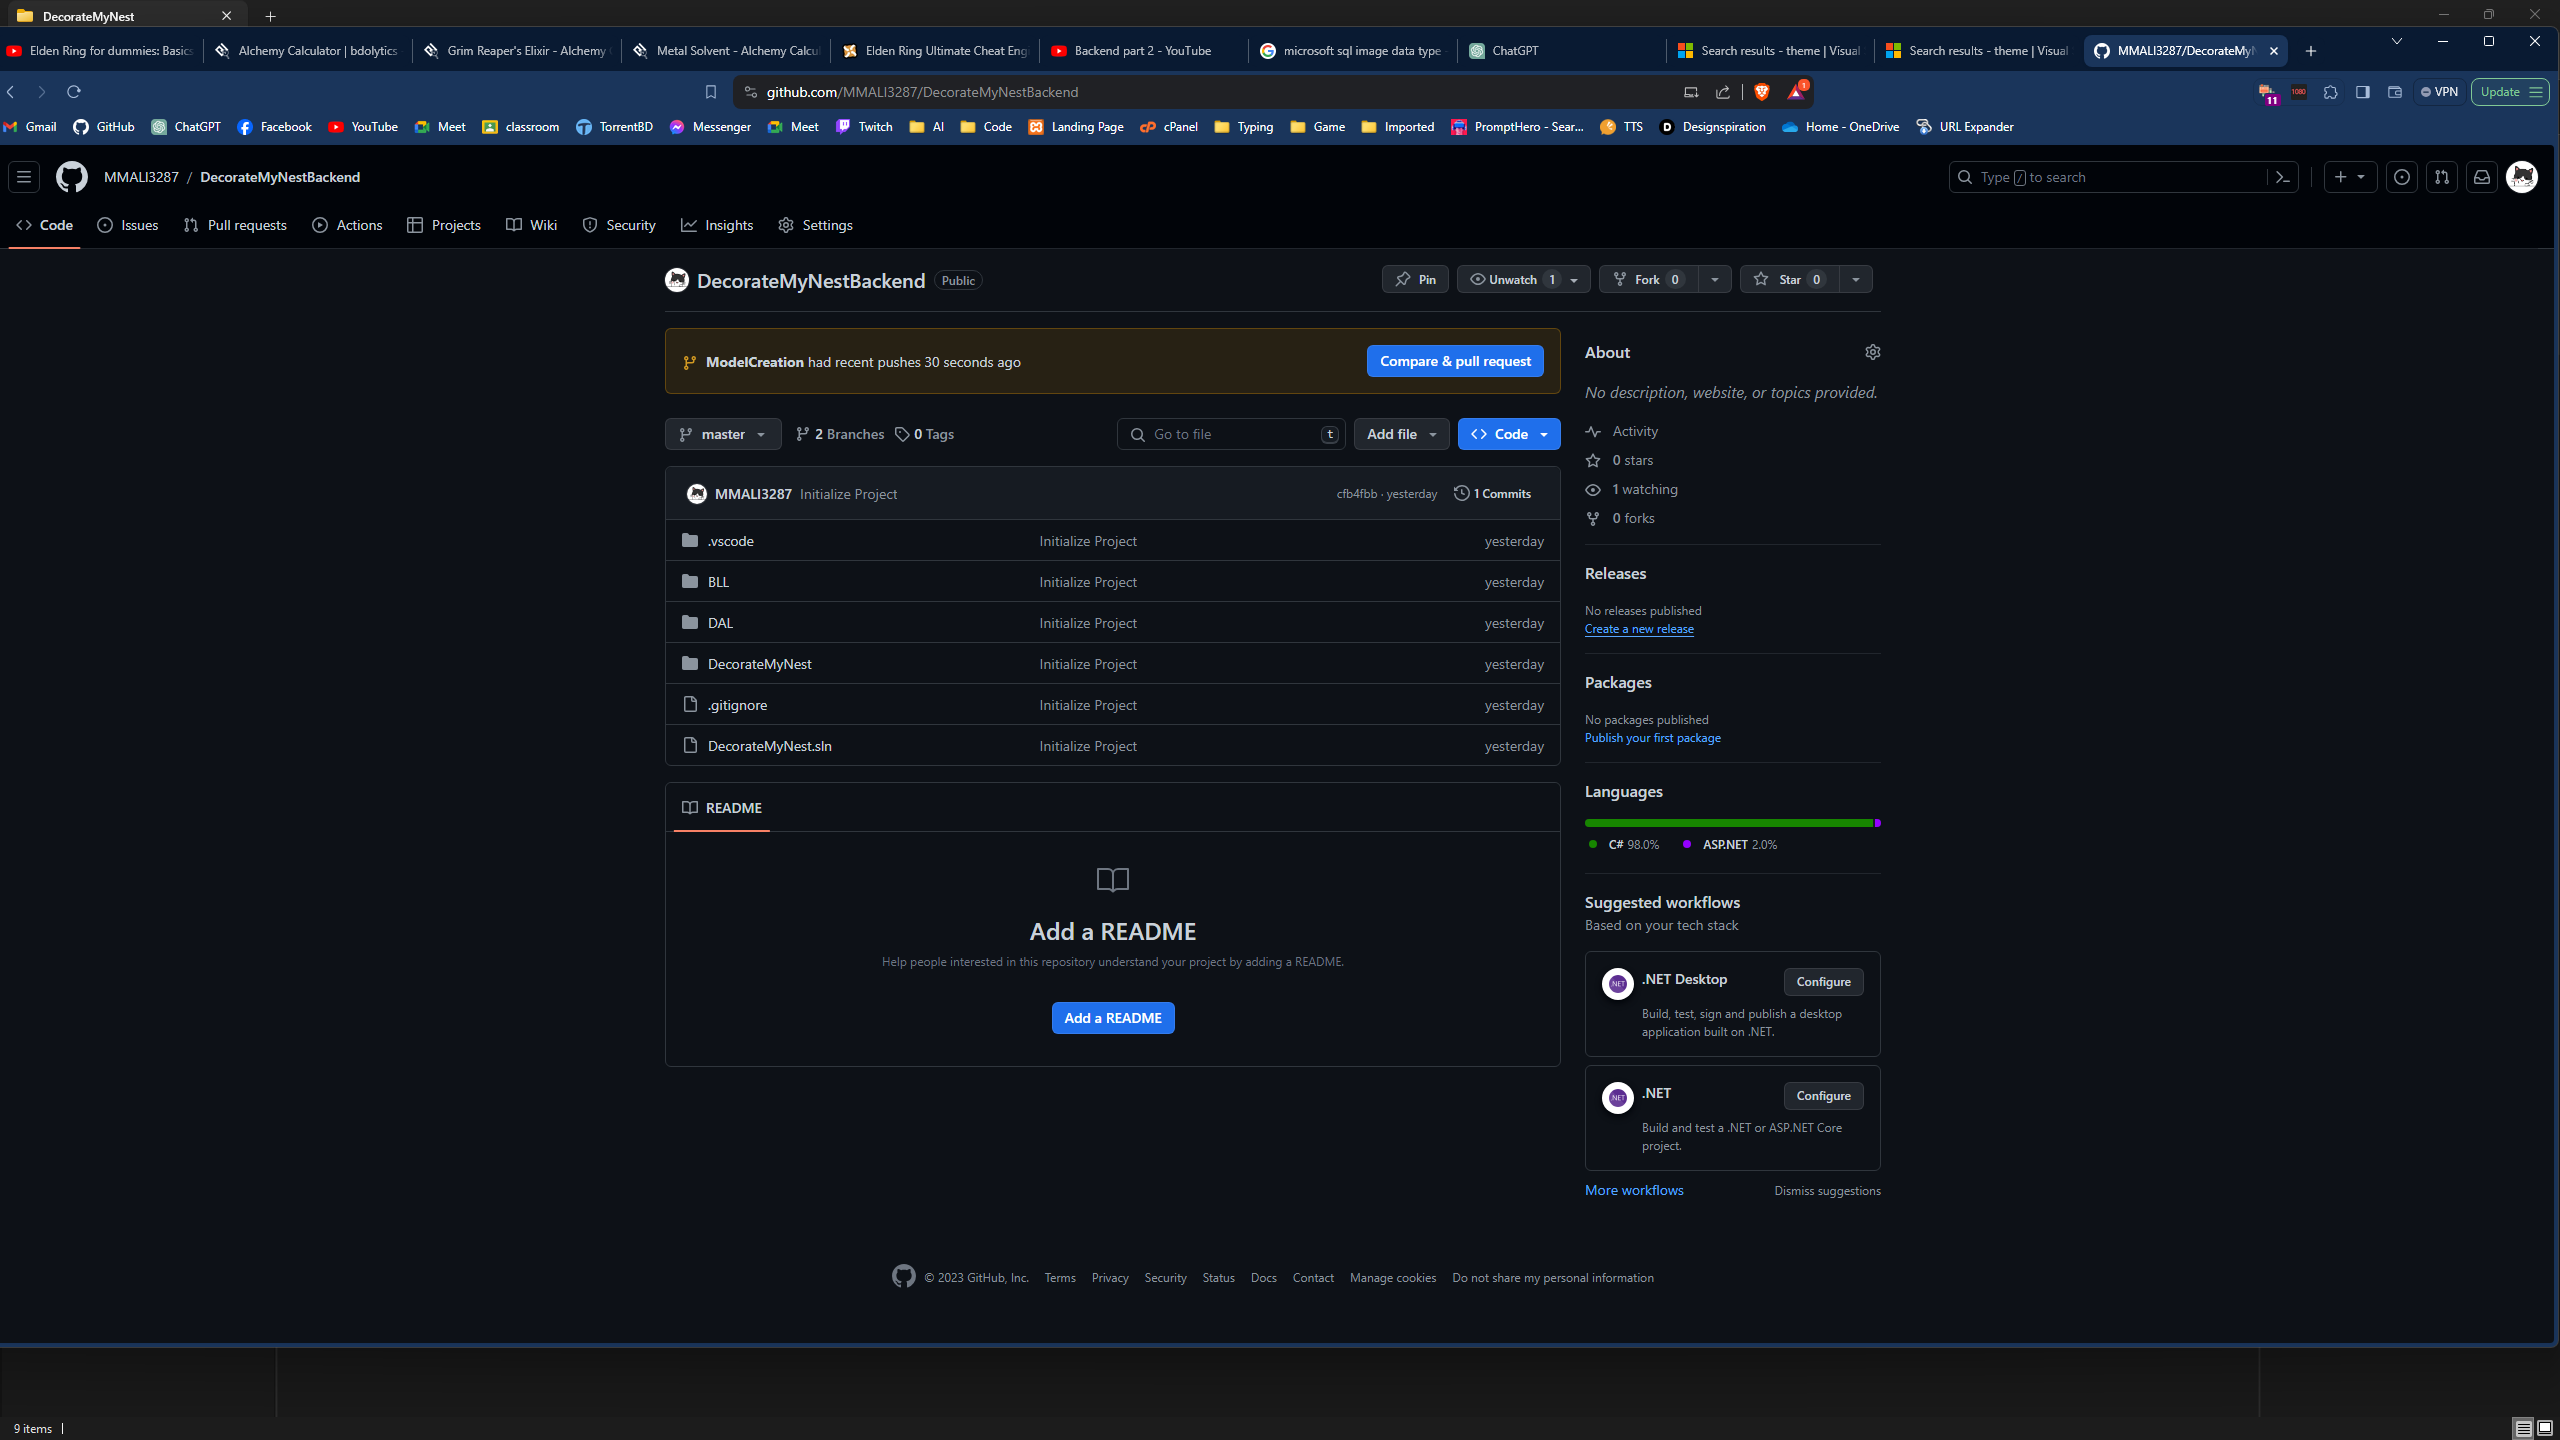 DecorateMyNest
Elden Ring for dummies: Basics
Alchemy Calculator | bdolytics
Grim Reaper's Elixir - Alchemy C
Metal Solvent - Alchemy Calcul
Elden Ring Ultimate Cheat Engi
Backend part 2 - YouTube
microsoft sql image data type -
ChatGPT
Search results - theme | Visual
Search results - theme | Visual
MMALI3287/DecorateMyN
github.com/MMALI3287/DecorateMyNestBackend
1
11
1080
VPN
Update
Gmail
GitHub
ChatGPT
Facebook
YouTube
Meet
classroom
TorrentBD
Messenger
Meet
Twitch
AI
Code
Landing Page
cPanel
Typing
Game
Imported
PromptHero - Sear...
TTS
Designspiration
Home - OneDrive
URL Expander
MMALI3287 / DecorateMyNestBackend
Type / to search
Code
Issues
Pull requests
Actions
Projects
Wiki
Security
Insights
Settings
DecorateMyNestBackend
Public
Pin
Unwatch 1
Fork 0
Star 0
ModelCreation had recent pushes 30 seconds ago
Compare & pull request
master
2 Branches
0 Tags
Go to file
t
Add file
Code
MMALI3287 Initialize Project
cfb4fbb · yesterday
1 Commits
.vscode Initialize Project yesterday
BLL Initialize Project yesterday
DAL Initialize Project yesterday
DecorateMyNest Initialize Project yesterday
.gitignore Initialize Project yesterday
DecorateMyNest.sln Initialize Project yesterday
README
Add a README
Help people interested in this repository understand your project by adding a README.
Add a README
About
No description, website, or topics provided.
Activity
0 stars
1 watching
0 forks
Releases
No releases published
Create a new release
Packages
No packages published
Publish your first package
Languages
C# 98.0%
ASP.NET 2.0%
Suggested workflows
Based on your tech stack
.NET
.NET Desktop
Configure
Build, test, sign and publish a desktop
application built on .NET.
.NET
.NET
Configure
Build and test a .NET or ASP.NET Core
project.
More workflows
Dismiss suggestions
© 2023 GitHub, Inc.
Terms
Privacy
Security
Status
Docs
Contact
Manage cookies
Do not share my personal information
9 items